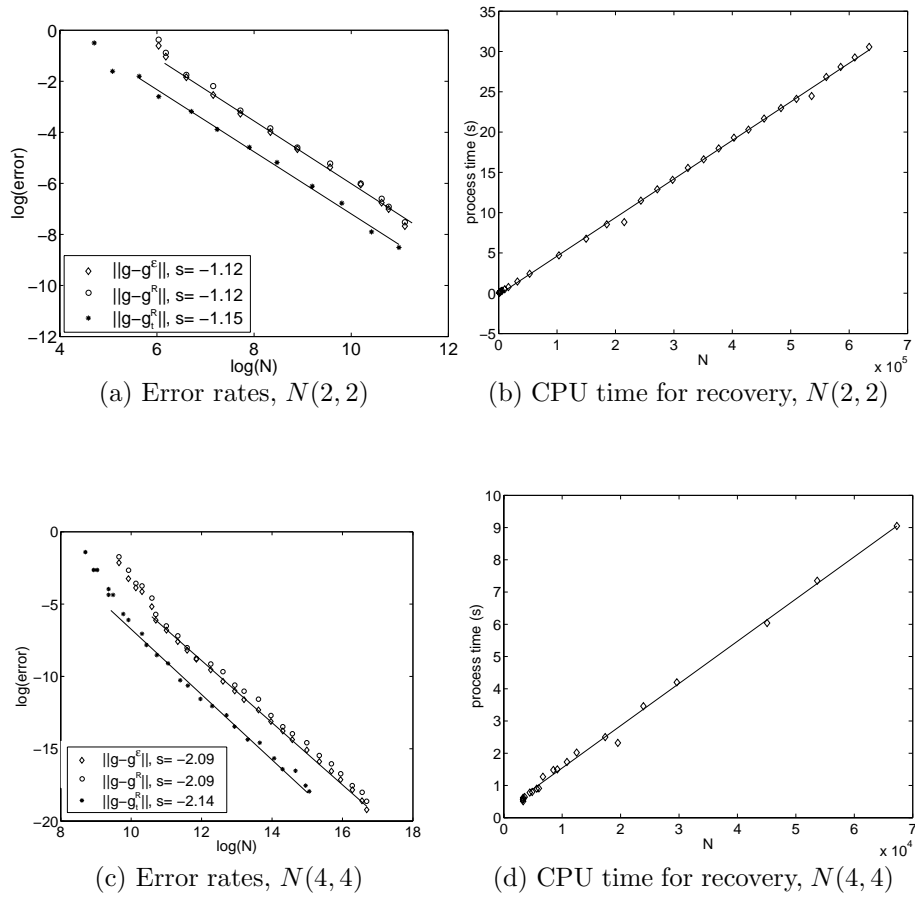 0
−2
−4
−6
−8
−10
−12
4 6 8 10 12
log(error)
log(N)
||g−g^ε||, s= −1.12
||g−g^R||, s= −1.12
||g−g_t^R||, s= −1.15
(a) Error rates, N(2, 2)
35
30
25
20
15
10
5
0
−5
0 1 2 3 4 5 6 7
process time (s)
N
x 10^5
(b) CPU time for recovery, N(2, 2)
0
−5
−10
−15
−20
8 10 12 14 16 18
log(error)
log(N)
||g−g^ε||, s= −2.09
||g−g^R||, s= −2.09
||g−g_t^R||, s= −2.14
(c) Error rates, N(4, 4)
10
9
8
7
6
5
4
3
2
1
0
0 1 2 3 4 5 6 7
process time (s)
N
x 10^4
(d) CPU time for recovery, N(4, 4)